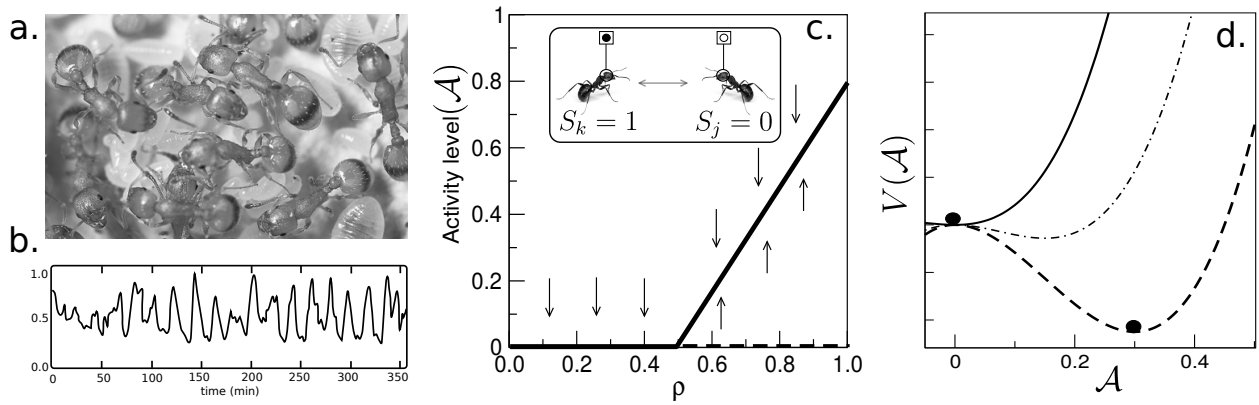 a.
b.
1.0
0.5
0.0
0 50 100 150 200 250 300 350
time (min)
c.
Activity level(𝒜)
1
0.8
0.6
0.4
0.2
0
0.0 0.2 0.4 0.6 0.8 1.0
ρ
S_k = 1 S_j = 0
d.
V(𝒜)
0 0.2 0.4
𝒜